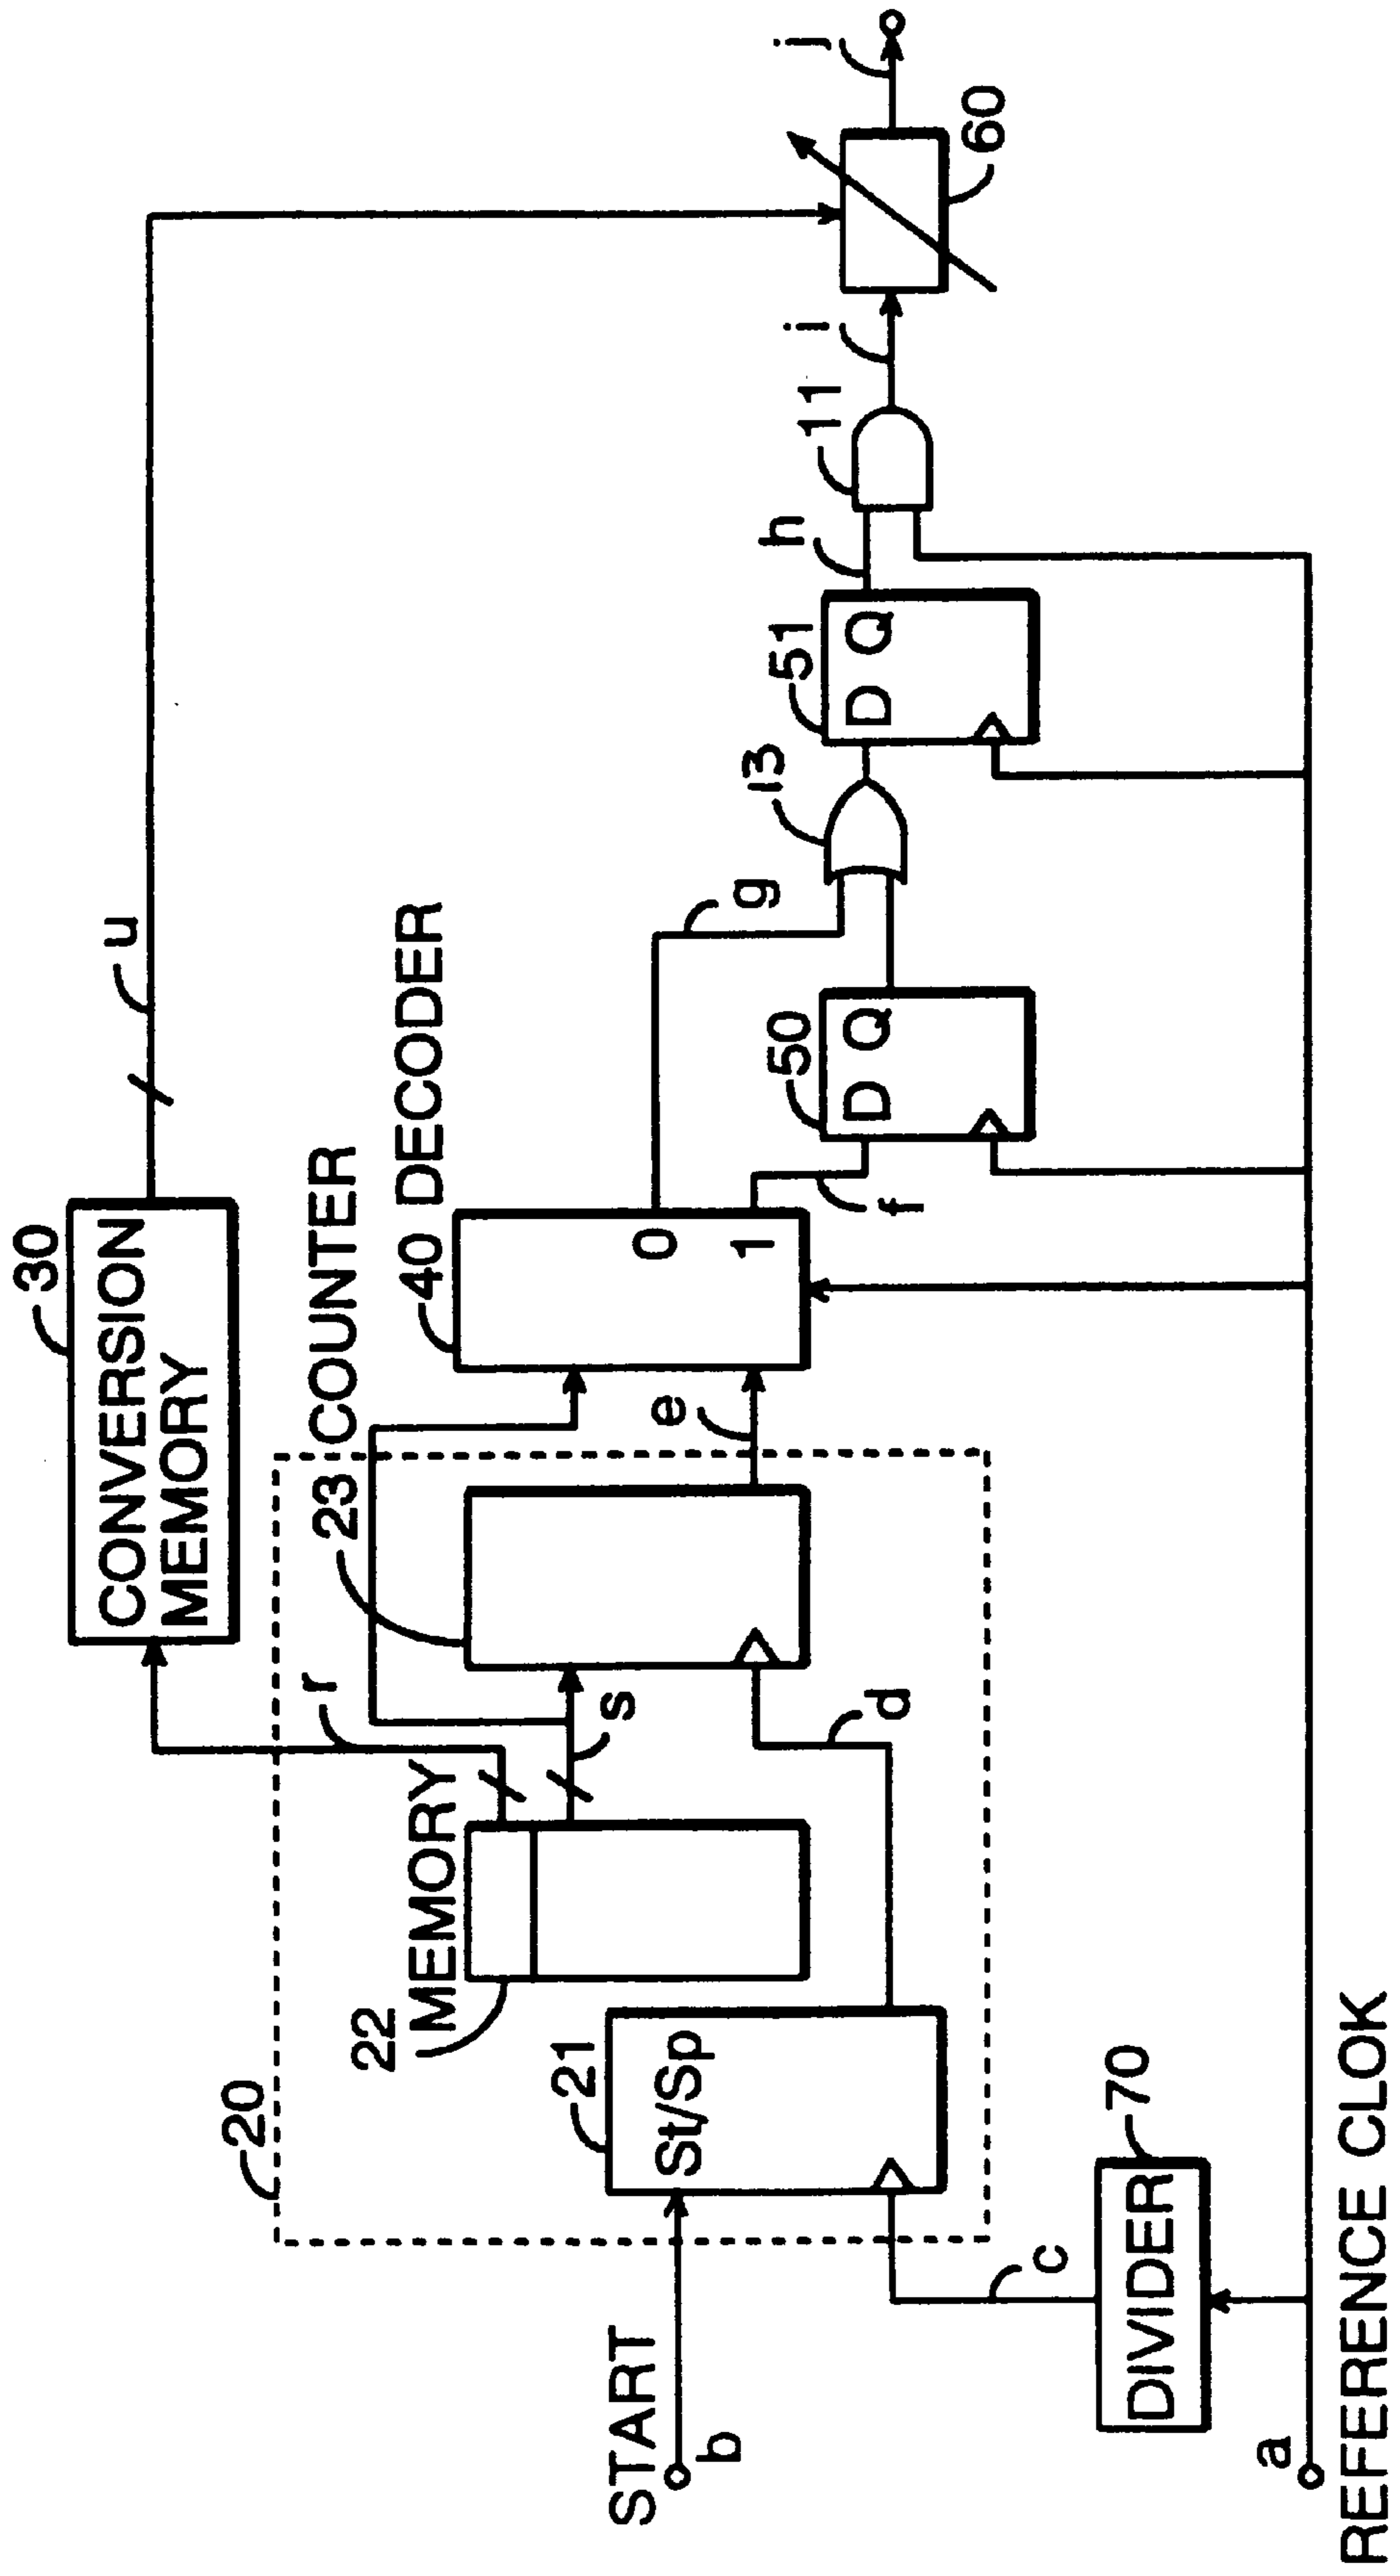 30
CONVERSION
MEMORY
u
20
22
MEMORY
r
s
23 COUNTER
40 DECODER
0
1
e
g
f
START
b
21
St/Sp
d
50
D Q
13
51
D Q
h
11
i
60
j
c
70
DIVIDER
a
REFERENCE CLOK